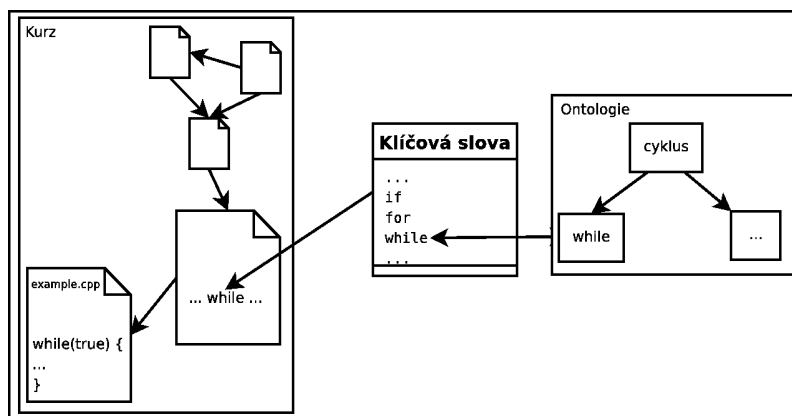 Kurz
... while ...
example.cpp
while(true) {
...
}
Klíčová slova
...
if
for
while
...
Ontologie
cyklus
while
...